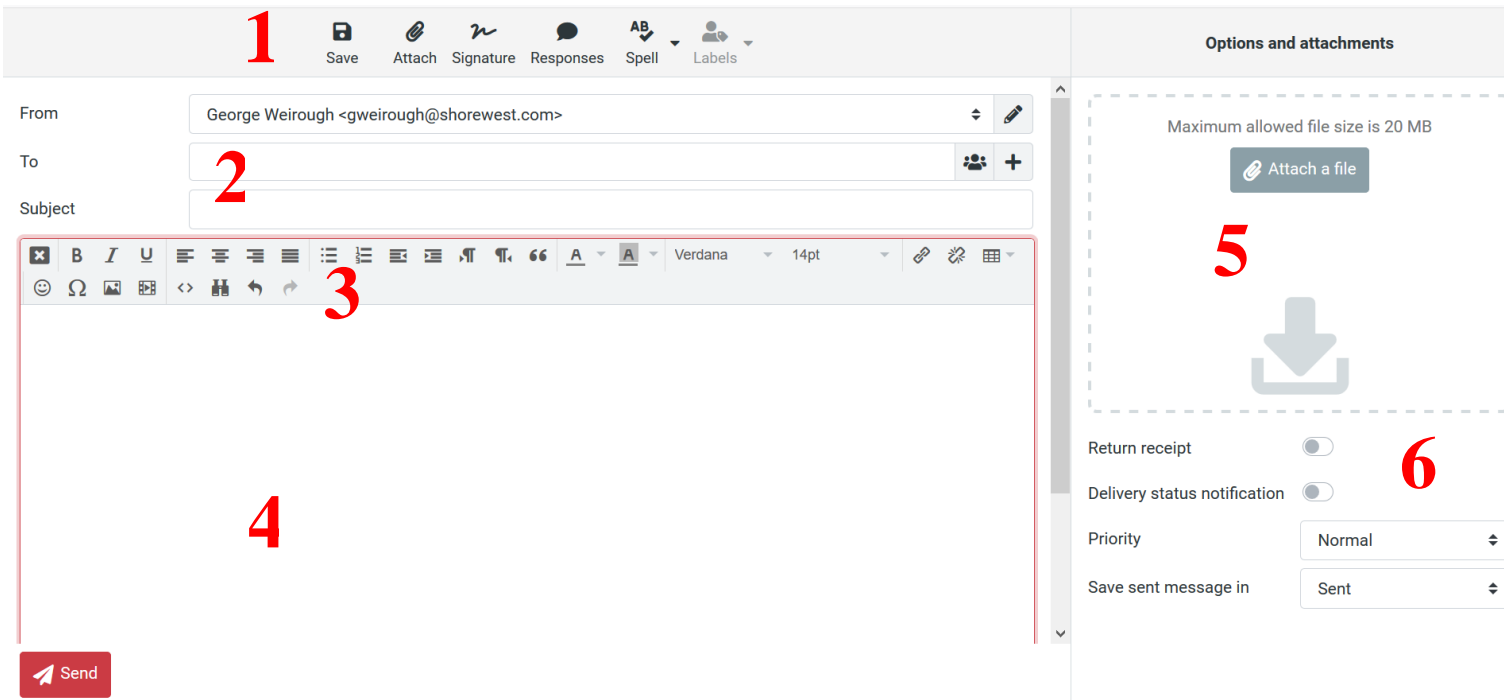 1
Save Attach Signature Responses Spell Labels
Options and attachments
From George Weirough <gweirough@shorewest.com>
To
2
Subject
B I U A A Verdana 14pt
Ω
3
4
Send
Maximum allowed file size is 20 MB
Attach a file
5
6
Return receipt
Delivery status notification
Priority Normal
Save sent message in Sent